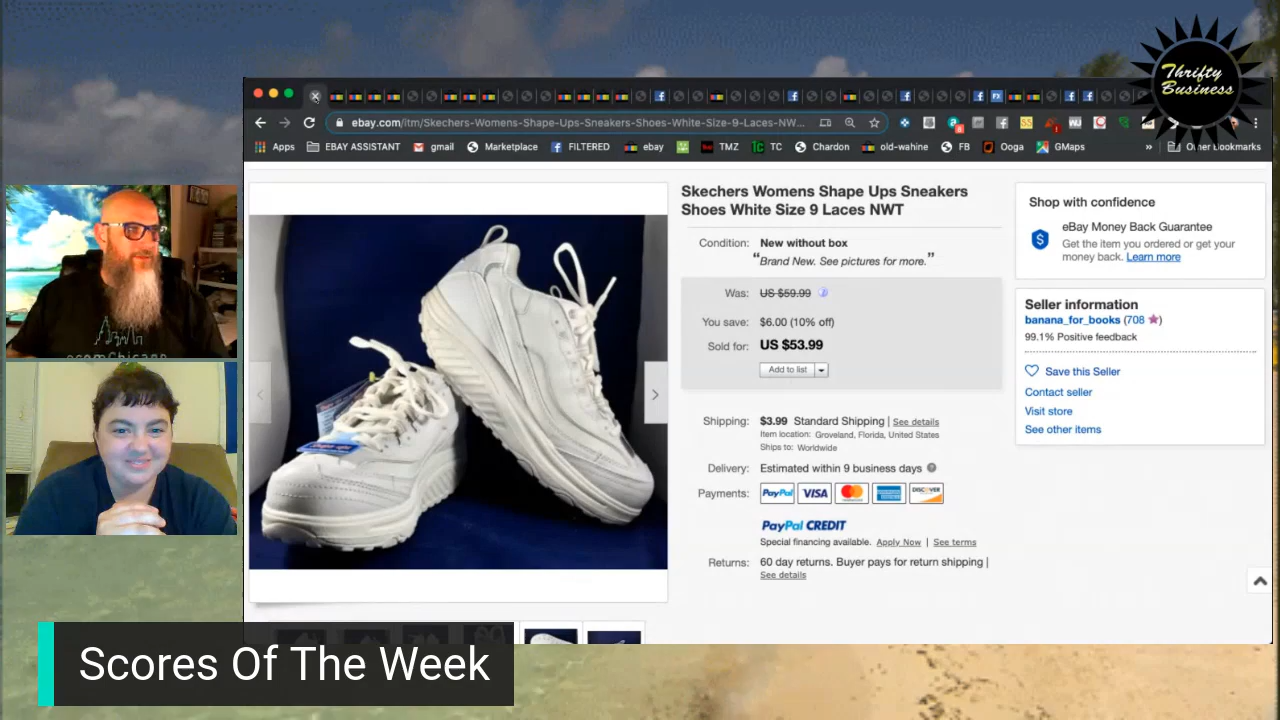 Thrifty
Business
ebay.com/itm/Skechers-Womens-Shape-Ups-Sneakers-Shoes-White-Size-9-Laces-NW...
Apps
EBAY ASSISTANT
gmail
Marketplace
FILTERED
ebay
TMZ
TC
Chardon
old-wahine
FB
Ooga
GMaps
»
Other Bookmarks
Skechers Womens Shape Ups Sneakers
Shoes White Size 9 Laces NWT
Condition: New without box
“Brand New. See pictures for more.”
Was: US $59.99
You save: $6.00 (10% off)
Sold for: US $53.99
Add to list
Shipping: $3.99 Standard Shipping | See details
Item location: Groveland, Florida, United States
Ships to: Worldwide
Delivery: Estimated within 9 business days
Payments: PayPal VISA MasterCard DISCOVER
PayPal CREDIT
Special financing available. Apply Now | See terms
Returns: 60 day returns. Buyer pays for return shipping |
See details
Shop with confidence
eBay Money Back Guarantee
Get the item you ordered or get your
money back. Learn more
Seller information
banana_for_books (708)
99.1% Positive feedback
Save this Seller
Contact seller
Visit store
See other items
Scores Of The Week